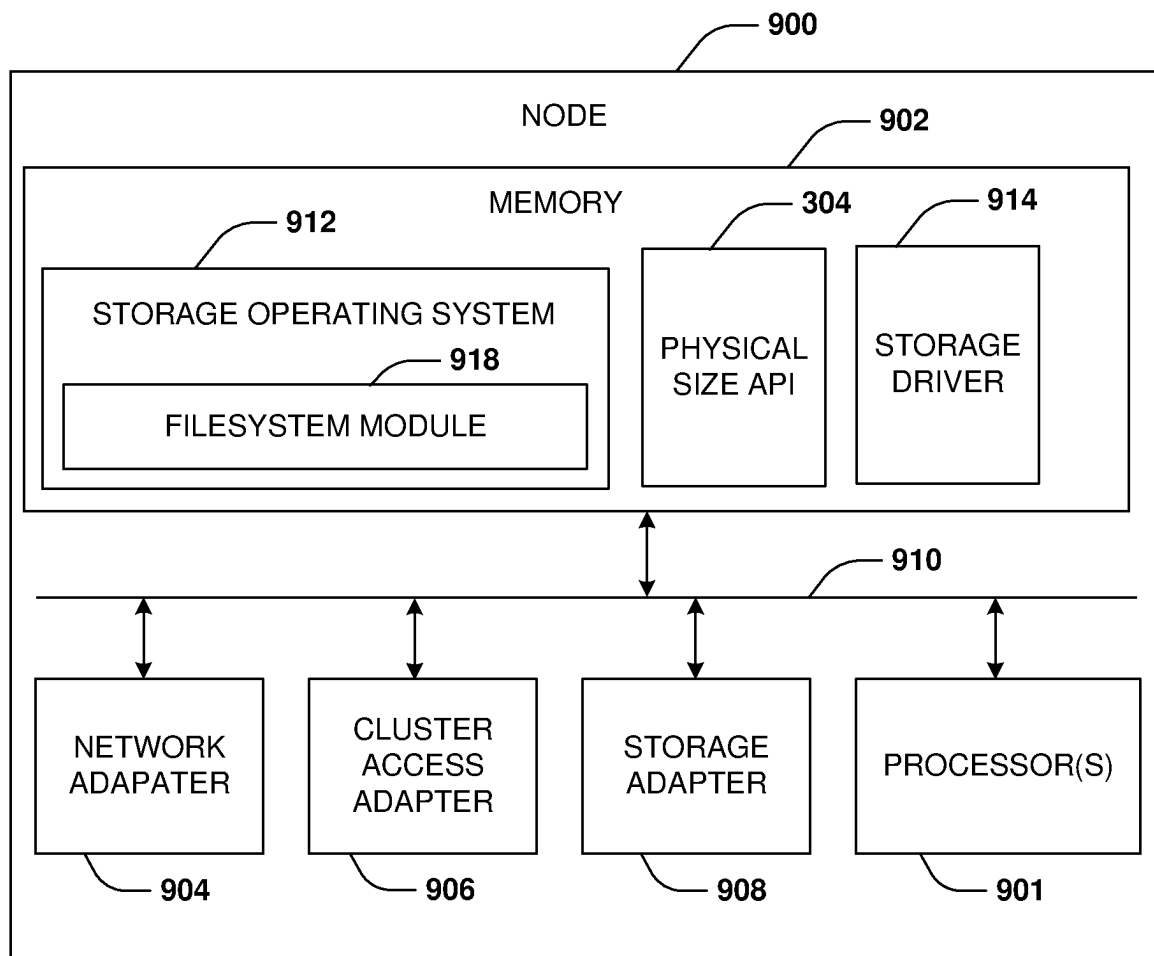 900
NODE
902
MEMORY
912
304
914
STORAGE OPERATING SYSTEM
918
FILESYSTEM MODULE
PHYSICAL
SIZE API
STORAGE
DRIVER
910
NETWORK
ADAPATER
CLUSTER
ACCESS
ADAPTER
STORAGE
ADAPTER
PROCESSOR(S)
904
906
908
901